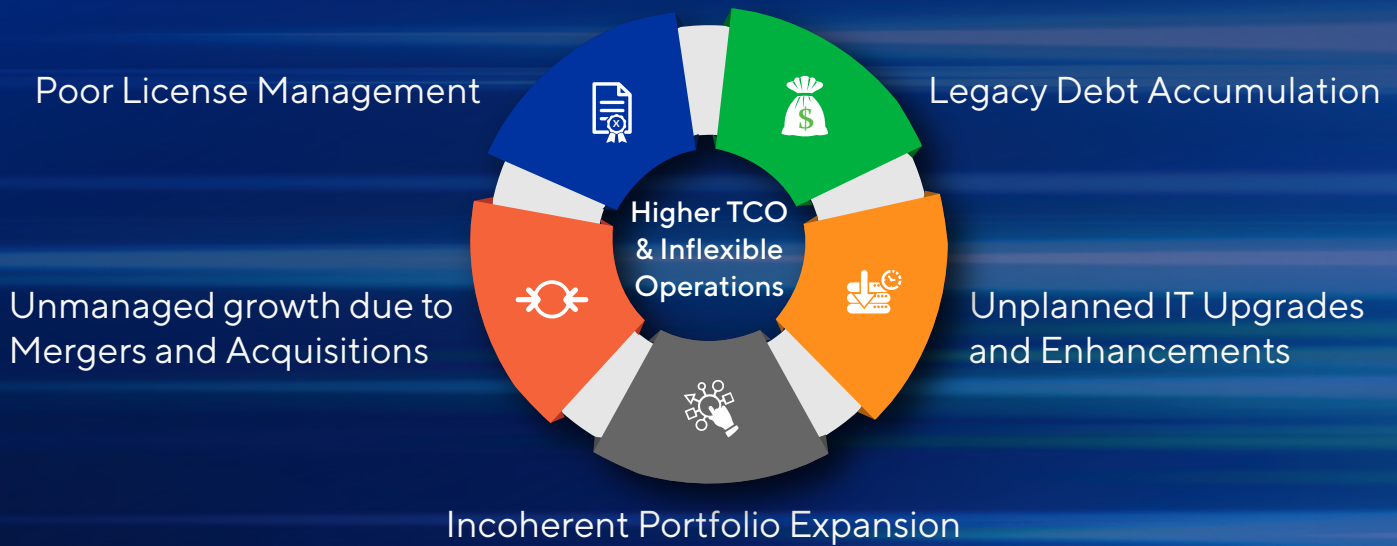 Poor License Management
Legacy Debt Accumulation
X
$
Higher TCO
& Inflexible
Operations
Unmanaged growth due to
Mergers and Acquisitions
Unplanned IT Upgrades
and Enhancements
Incoherent Portfolio Expansion